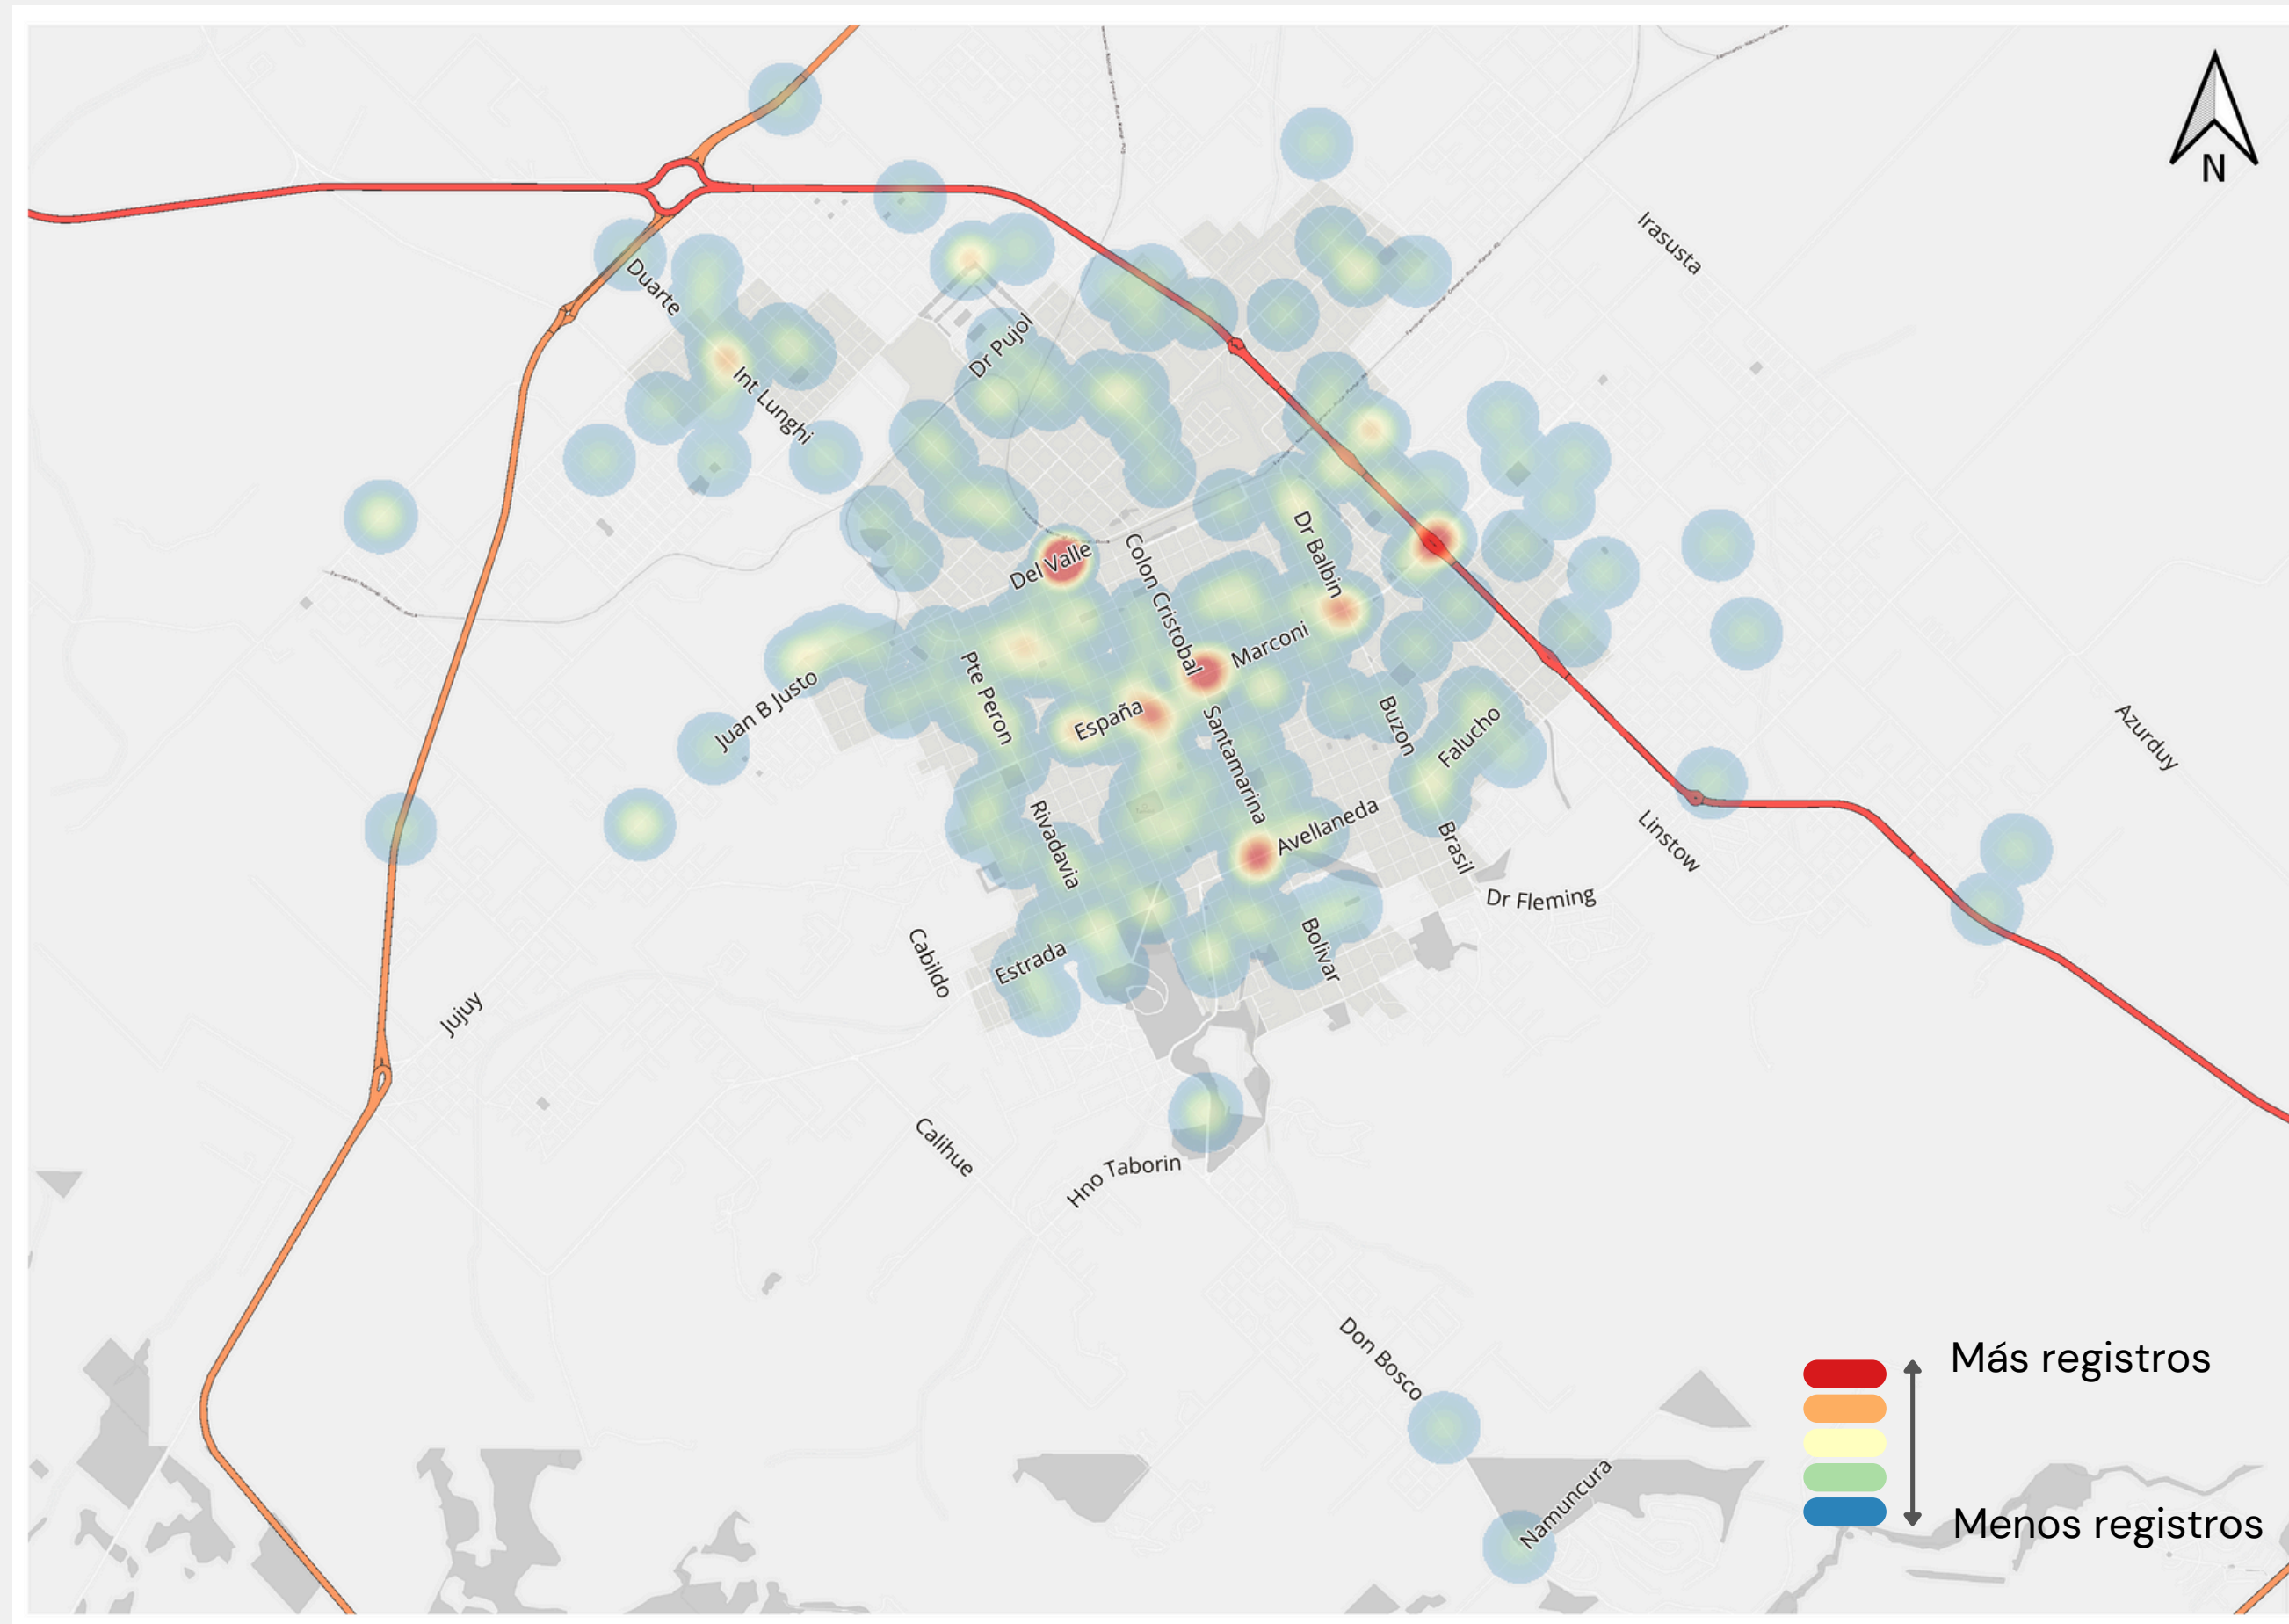 N
Irasusta
Duarte
Dr Pujol
Int Lunghi
Dr Balbin
Colon Cristobal
Del Valle
Marconi
Pte Peron
Juan B Justo
España
Santamarina
Buzon
Falucho
Azurduy
Rivadavia
Avellaneda
Brasil
Linstow
Dr Fleming
Cabildo
Estrada
Bolivar
Jujuy
Calihue
Hno Taborin
Don Bosco
Namuncura
Más registros
Menos registros